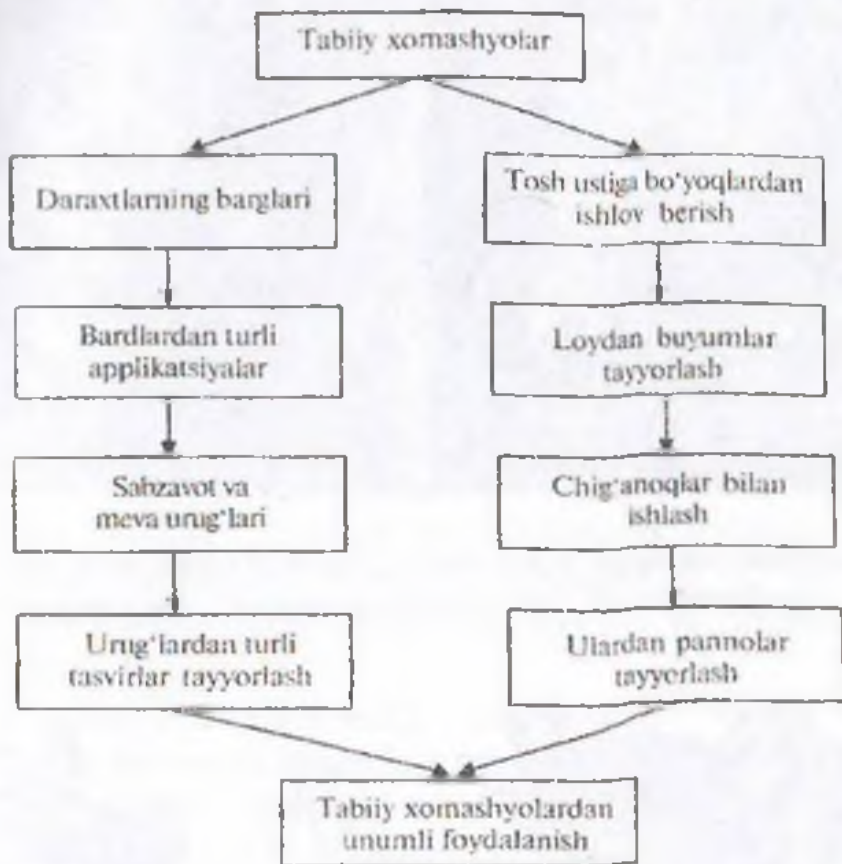 Tabiiy xomashyolar
Daraxtlarning barglari
Tosh ustiga bo‘yoqlardan
ishlov berish
Bardlardan turli
applikatsiyalar
Loydan buyumlar
tayyorlash
Sabzavot va
meva urug‘lari
Chig‘anoqlar bilan
ishlash
Urug‘lardan turli
tasvirlar tayyorlash
Ulardan pannolar
tayyorlash
Tabiiy xomashyolardan
unumli foydalanish